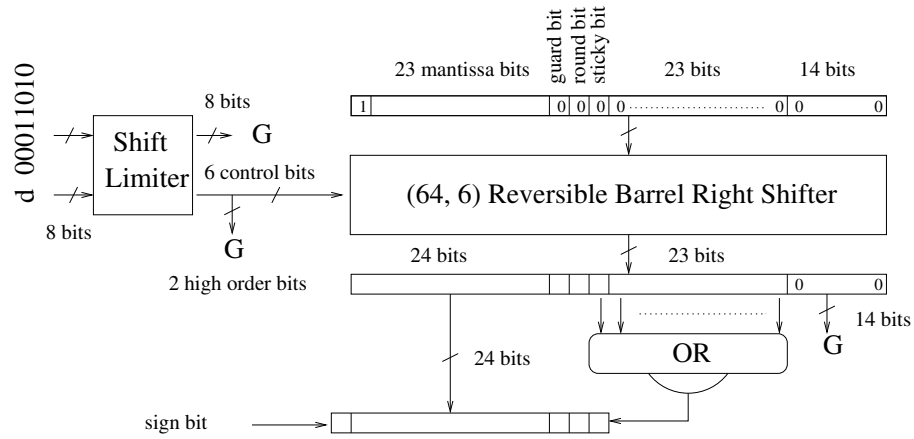 guard bit
round bit
sticky bit
23 mantissa bits
23 bits
14 bits
1 0 0 0 0 0 0 0
d 00011010
8 bits
G
Shift
Limiter
6 control bits
8 bits
G
2 high order bits
(64, 6) Reversible Barrel Right Shifter
24 bits
23 bits
0 0
14 bits
G
24 bits
OR
sign bit